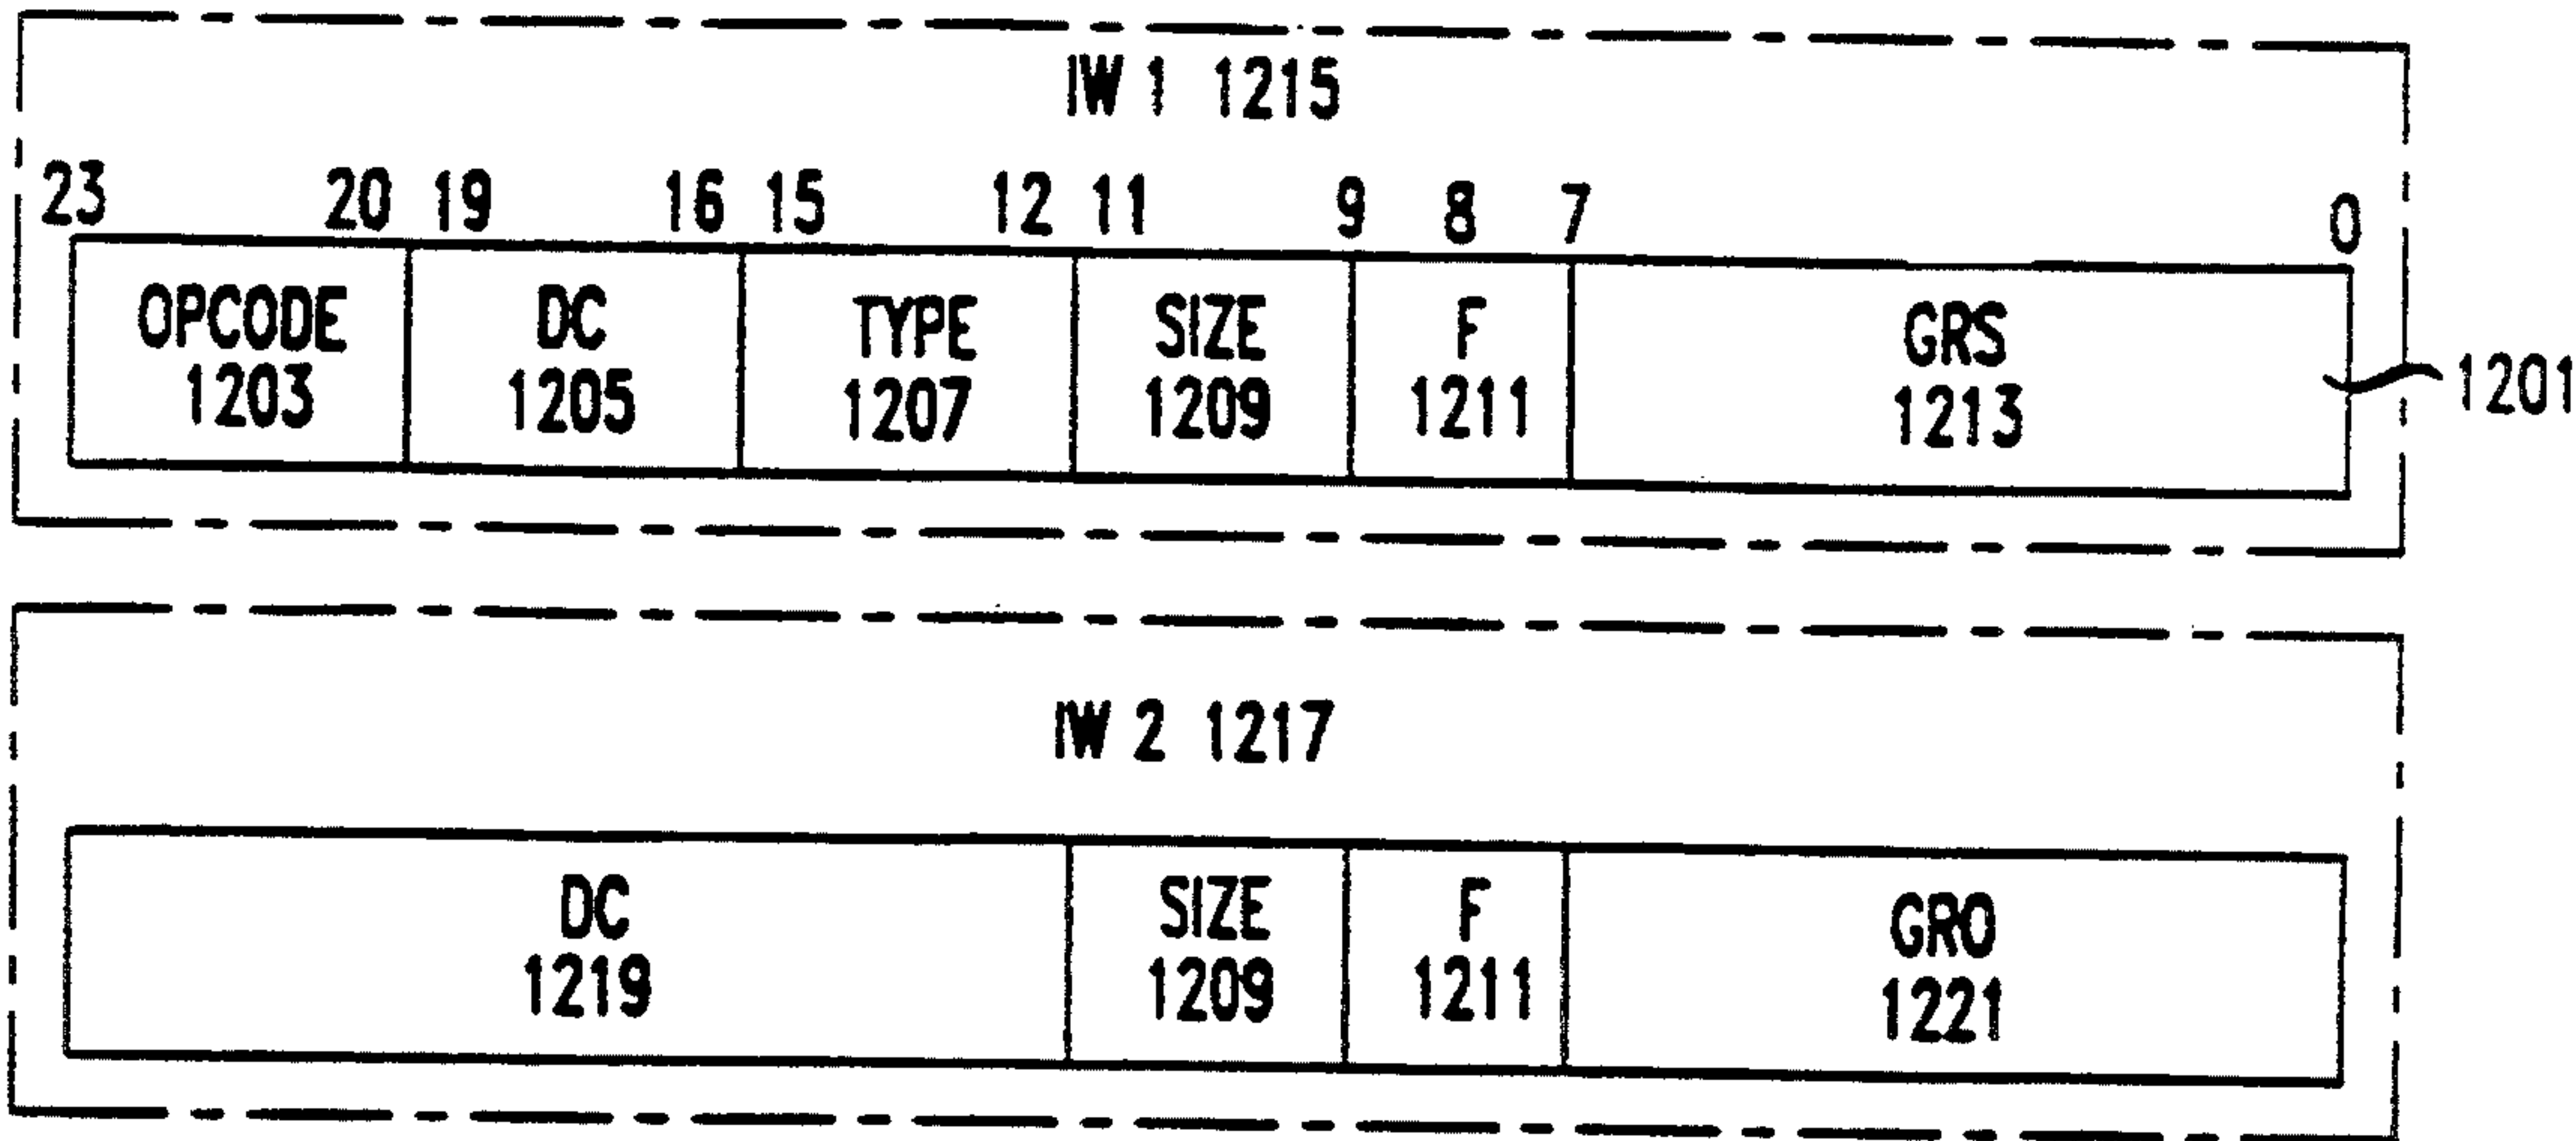 IW 1 1215
23 20 19 16 15 12 11 9 8 7 0
OPCODE DC TYPE SIZE F GRS
1203 1205 1207 1209 1211 1213
1201
IW 2 1217
DC SIZE F GRO
1219 1209 1211 1221